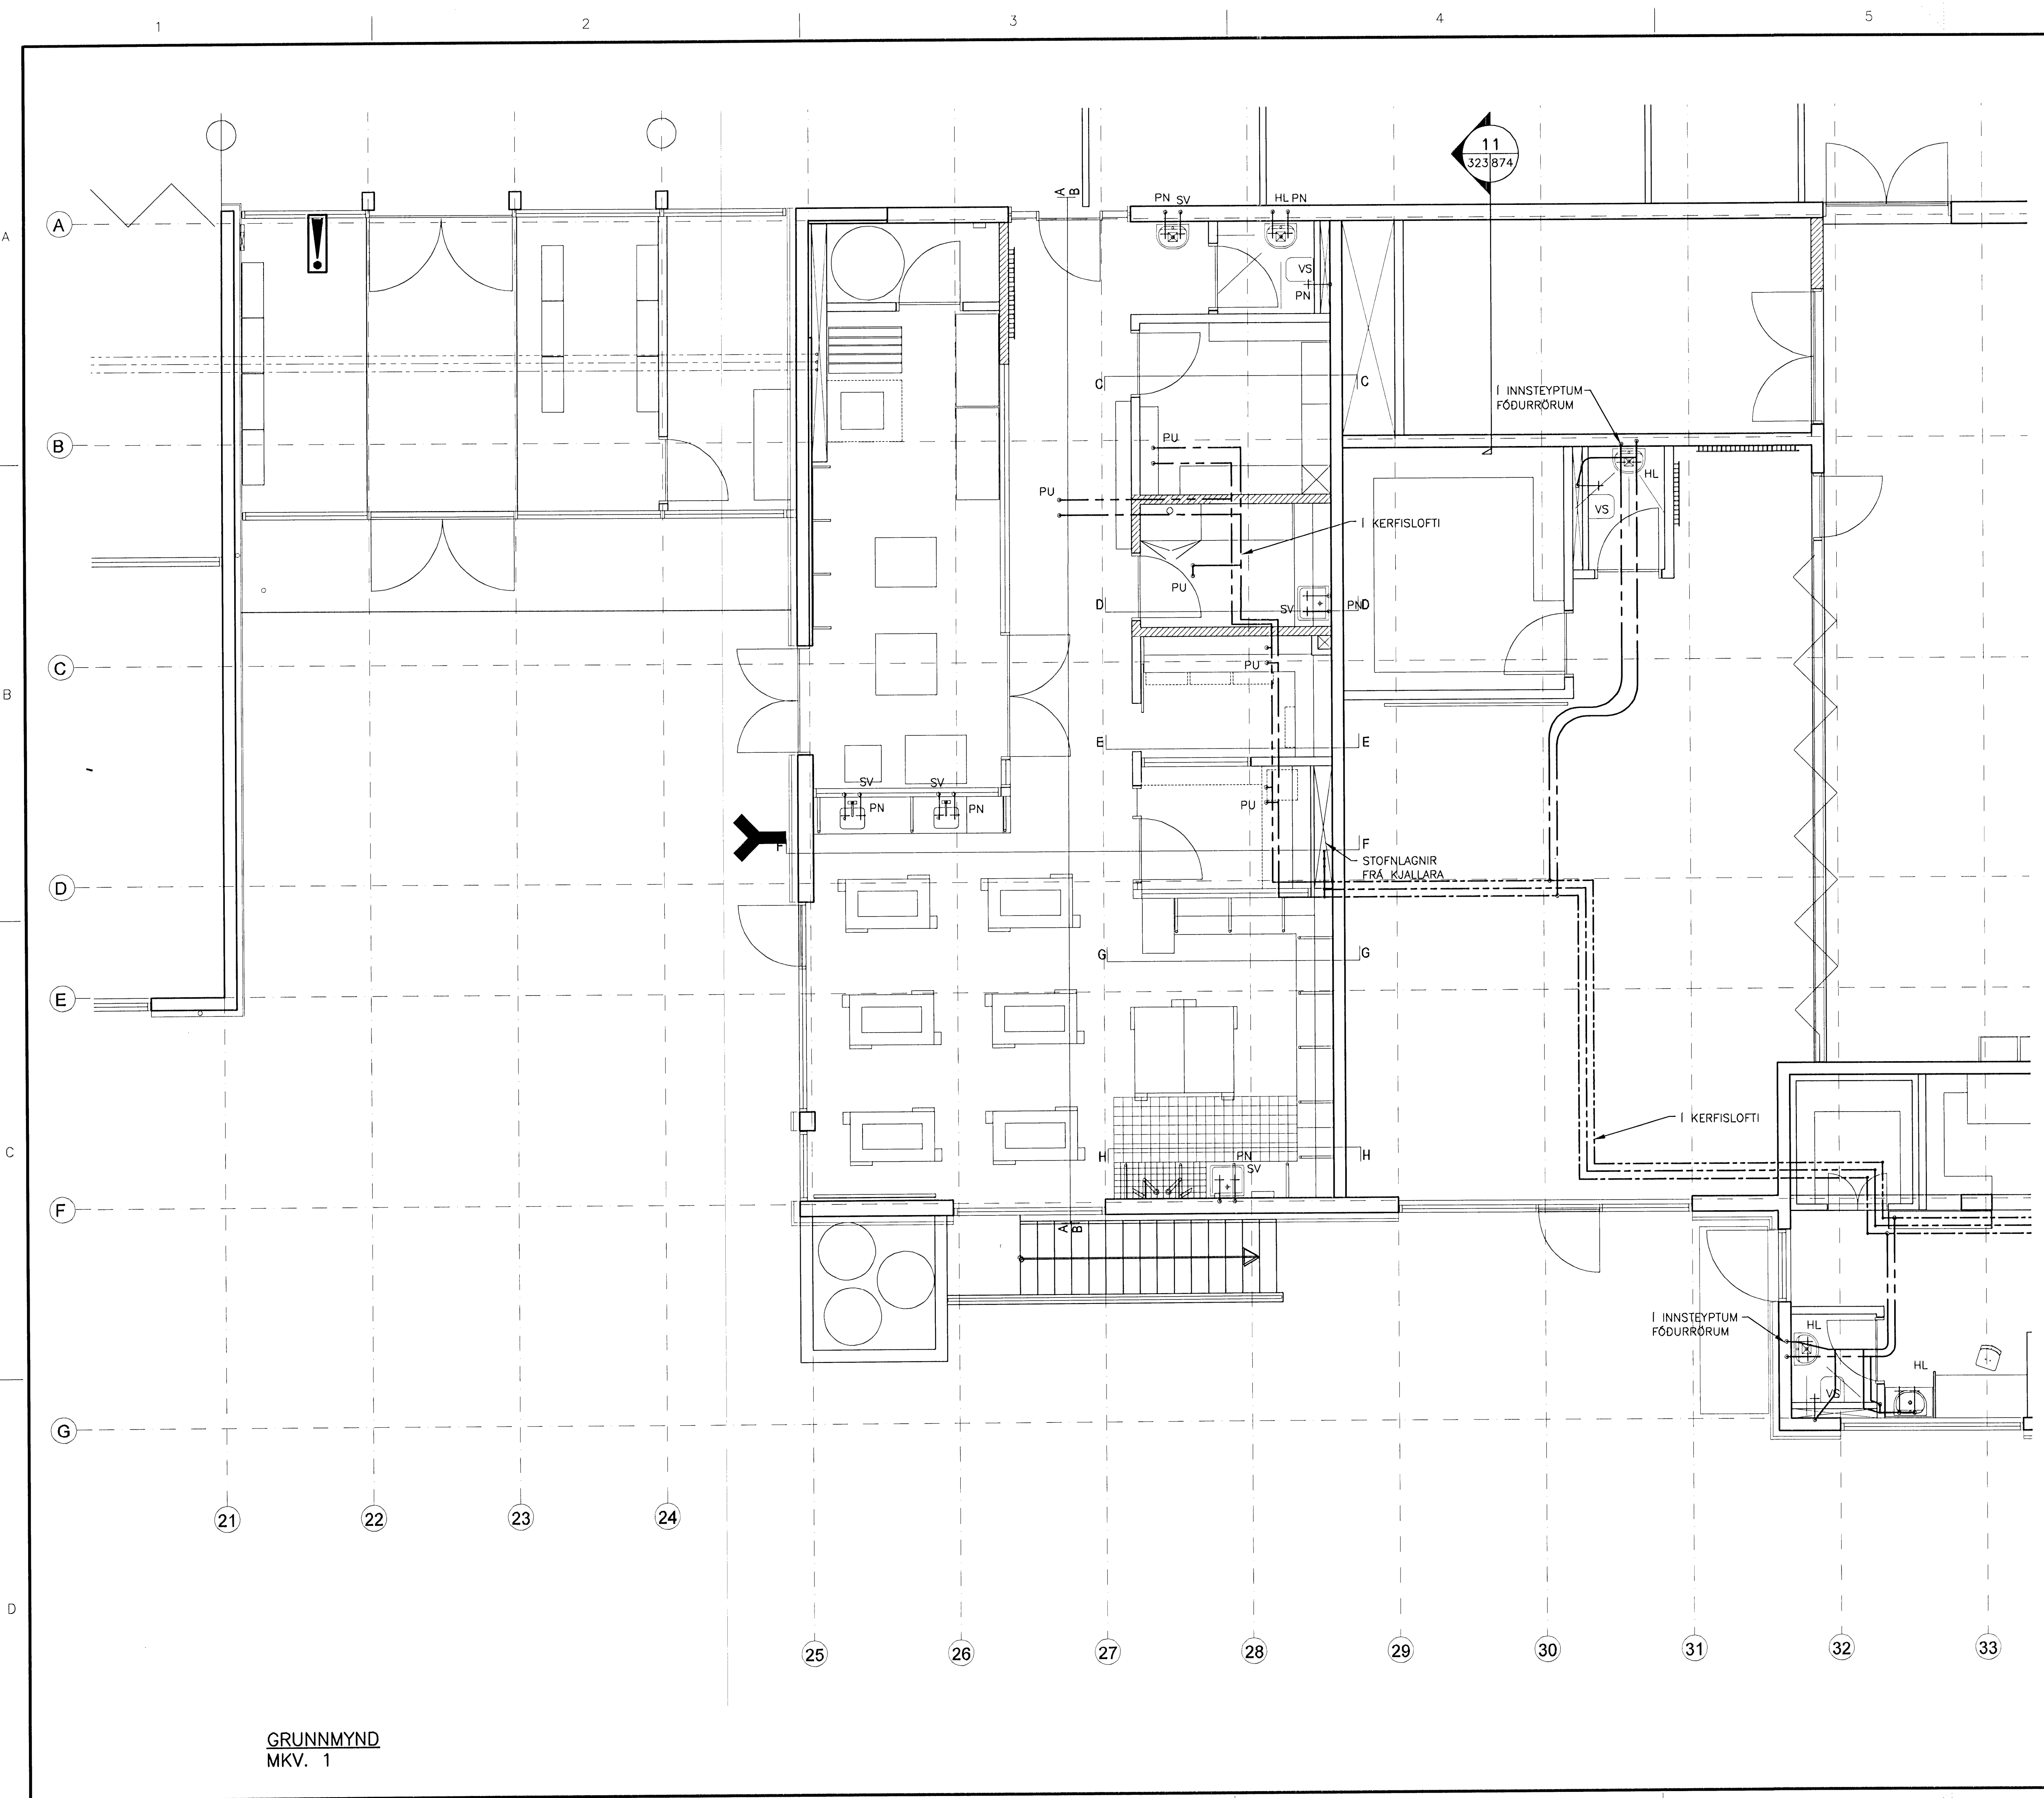 1
2
3
4
5
11
323 874
A
B
PN
SV
HL
PN
A
A
VS
PN
C
C
Í INNSTEYPTUM
FÓÐURRÖRUM
B
PU
HL
PU
VS
Í KERFISLOFTI
PU
D
SV
PN
D
C
PU
B
E
E
SV
SV
PN
PN
PU
F
F
STOFNLAGNIR
FRÁ KJALLARA
D
G
G
E
Í KERFISLOFTI
C
H
PN
H
SV
F
A
B
Í INNSTEYPTUM
FÓÐURRÖRUM
HL
HL
VS
G
21
22
23
24
D
25
26
27
28
29
30
31
32
33
GRUNNMYND
MKV. 1